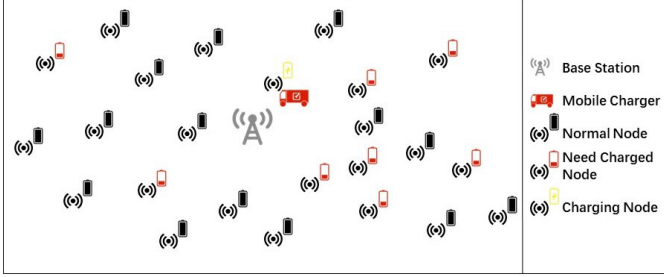 Base Station
Mobile Charger
Normal Node
Need Charged
Node
Charging Node